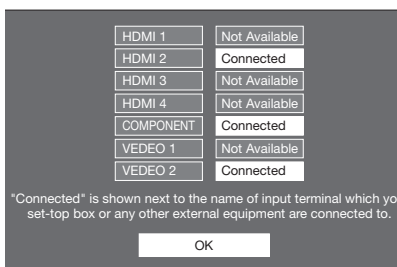 HDMI 1 Not Available
HDMI 2 Connected
HDMI 3 Not Available
HDMI 4 Not Available
COMPONENT Connected
VEDEO 1 Not Available
VEDEO 2 Connected
"Connected" is shown next to the name of input terminal which yo
set-top box or any other external equipment are connected to.
OK